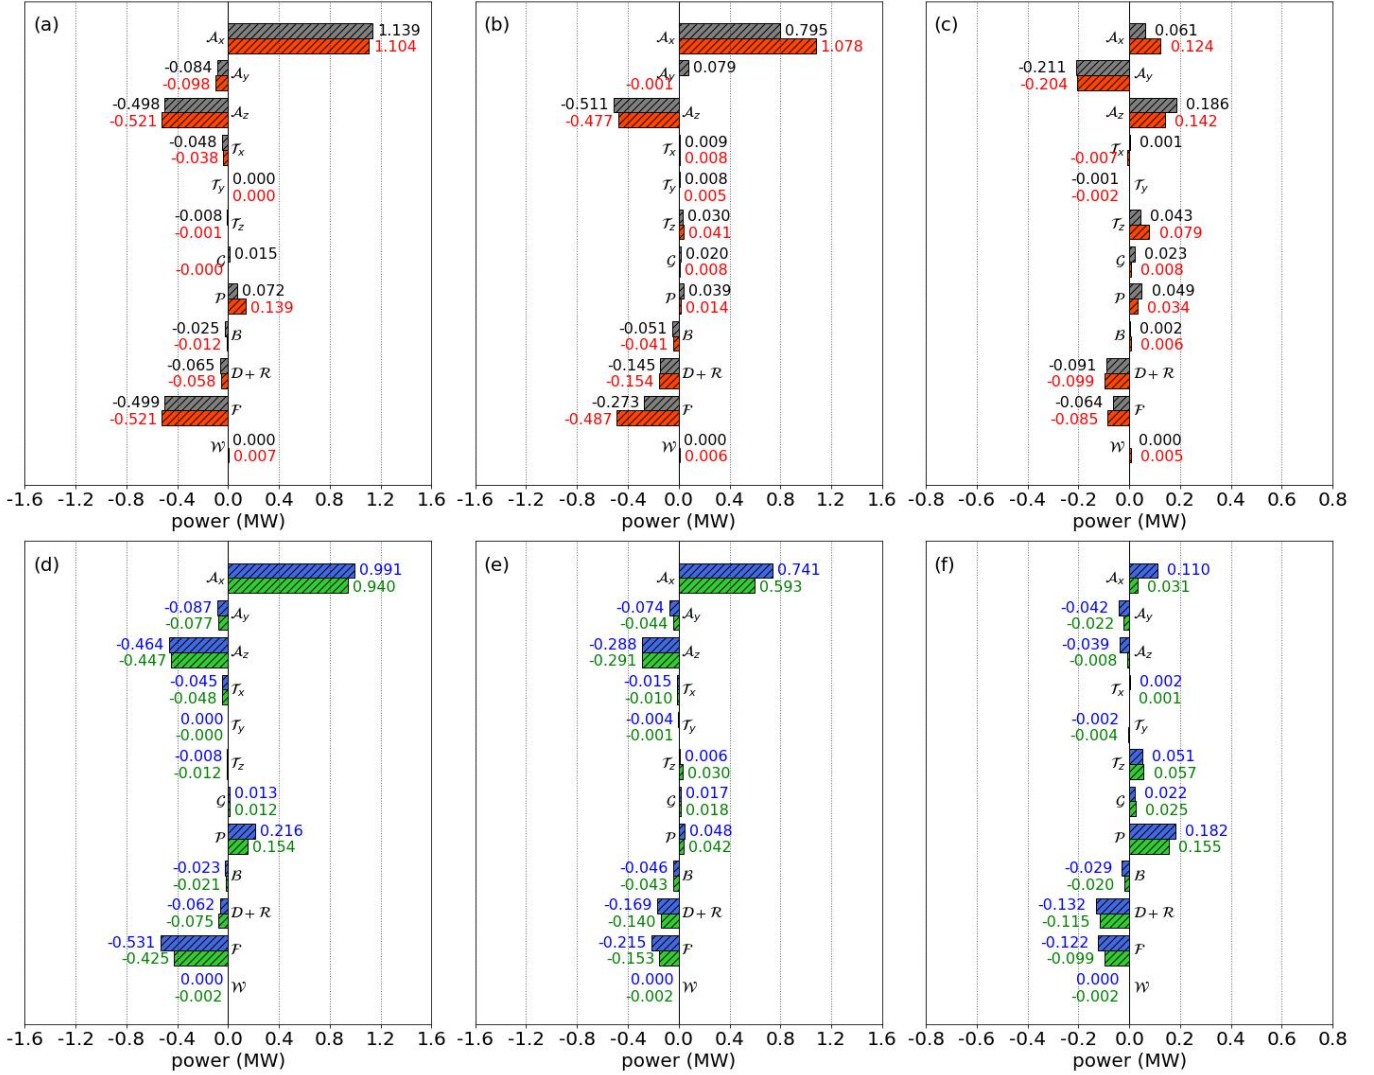 (a)
𝒜x 1.139
1.104
-0.084 𝒜y
-0.098
-0.498 𝒜z
-0.521
-0.048 𝒯x
-0.038
𝒯y 0.000
0.000
-0.008 𝒯z
-0.001
𝒢 0.015
-0.000
𝒫 0.072
0.139
-0.025 ℬ
-0.012
-0.065 𝒟 + ℛ
-0.058
-0.499 ℱ
-0.521
𝒲 0.000
0.007
-1.6 -1.2 -0.8 -0.4 0.0 0.4 0.8 1.2 1.6
power (MW)
(b)
𝒜x 0.795
1.078
𝒜y 0.079
-0.001
-0.511 𝒜z
-0.477
𝒯x 0.009
0.008
𝒯y 0.008
0.005
𝒯z 0.030
0.041
𝒢 0.020
0.008
𝒫 0.039
0.014
-0.051 ℬ
-0.041
-0.145 𝒟 + ℛ
-0.154
-0.273 ℱ
-0.487
𝒲 0.000
0.006
-1.6 -1.2 -0.8 -0.4 0.0 0.4 0.8 1.2 1.6
power (MW)
(c)
𝒜x 0.061
0.124
-0.211 𝒜y
-0.204
𝒜z 0.186
0.142
𝒯x 0.001
-0.007
-0.001 𝒯y
-0.002
𝒯z 0.043
0.079
𝒢 0.023
0.008
𝒫 0.049
0.034
ℬ 0.002
0.006
-0.091 𝒟 + ℛ
-0.099
-0.064 ℱ
-0.085
𝒲 0.000
0.005
-0.8 -0.6 -0.4 -0.2 0.0 0.2 0.4 0.6 0.8
power (MW)
(d)
𝒜x 0.991
0.940
-0.087 𝒜y
-0.077
-0.464 𝒜z
-0.447
-0.045 𝒯x
-0.048
0.000 𝒯y
-0.000
-0.008 𝒯z
-0.012
𝒢 0.013
0.012
𝒫 0.216
0.154
-0.023 ℬ
-0.021
-0.062 𝒟 + ℛ
-0.075
-0.531 ℱ
-0.425
0.000 𝒲
-0.002
-1.6 -1.2 -0.8 -0.4 0.0 0.4 0.8 1.2 1.6
power (MW)
(e)
𝒜x 0.741
0.593
-0.074 𝒜y
-0.044
-0.288 𝒜z
-0.291
-0.015 𝒯x
-0.010
-0.004 𝒯y
-0.001
𝒯z 0.006
0.030
𝒢 0.017
0.018
𝒫 0.048
0.042
-0.046 ℬ
-0.043
-0.169 𝒟 + ℛ
-0.140
-0.215 ℱ
-0.153
0.000 𝒲
-0.002
-1.6 -1.2 -0.8 -0.4 0.0 0.4 0.8 1.2 1.6
power (MW)
(f)
𝒜x 0.110
0.031
-0.042 𝒜y
-0.022
-0.039 𝒜z
-0.008
𝒯x 0.002
0.001
-0.002 𝒯y
-0.004
𝒯z 0.051
0.057
𝒢 0.022
0.025
𝒫 0.182
0.155
-0.029 ℬ
-0.020
-0.132 𝒟 + ℛ
-0.115
-0.122 ℱ
-0.099
0.000 𝒲
-0.002
-0.8 -0.6 -0.4 -0.2 0.0 0.2 0.4 0.6 0.8
power (MW)